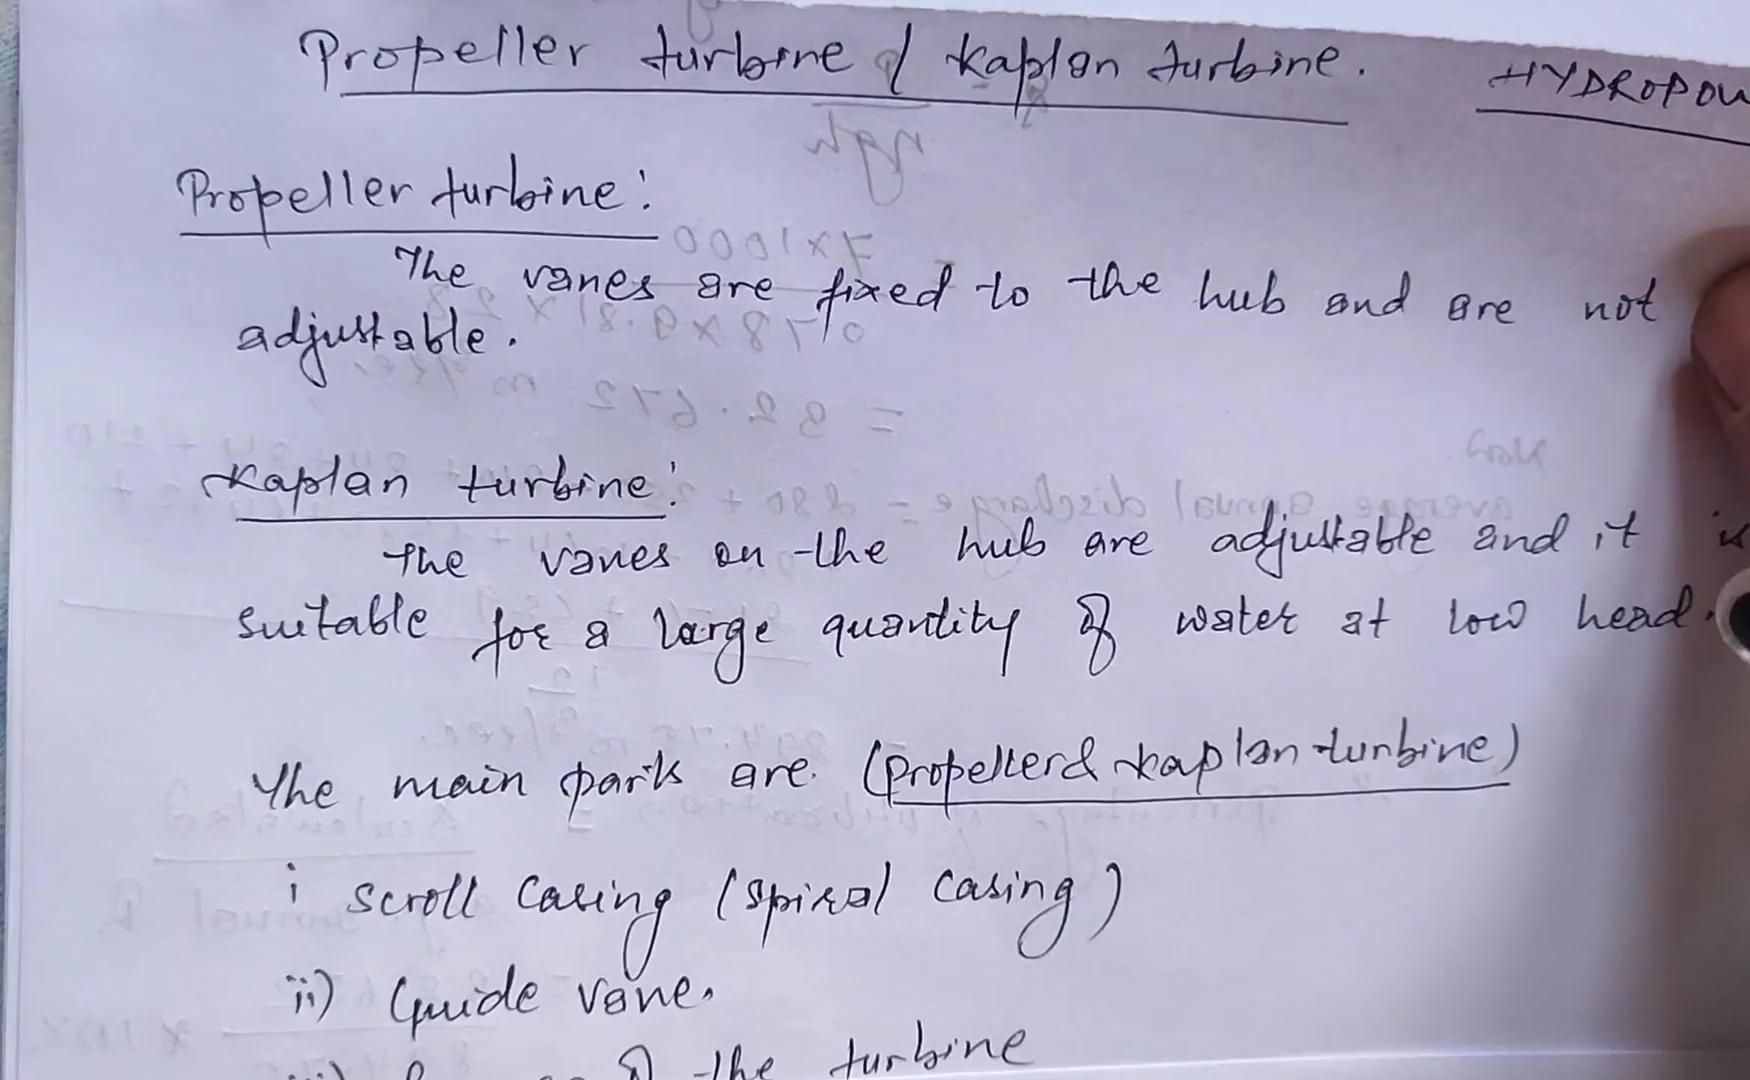 Propeller turbine / Kaplan turbine. HYDROPOW
Propeller turbine:
The vanes are fixed to the hub and are not
adjustable.
Kaplan turbine:
The vanes on the hub are adjustable and it is
suitable for a large quantity of water at low head.
The main parts are (Propeller & Kaplan turbine)
i scroll casing (spiral casing)
ii) Guide vane.
of the turbine